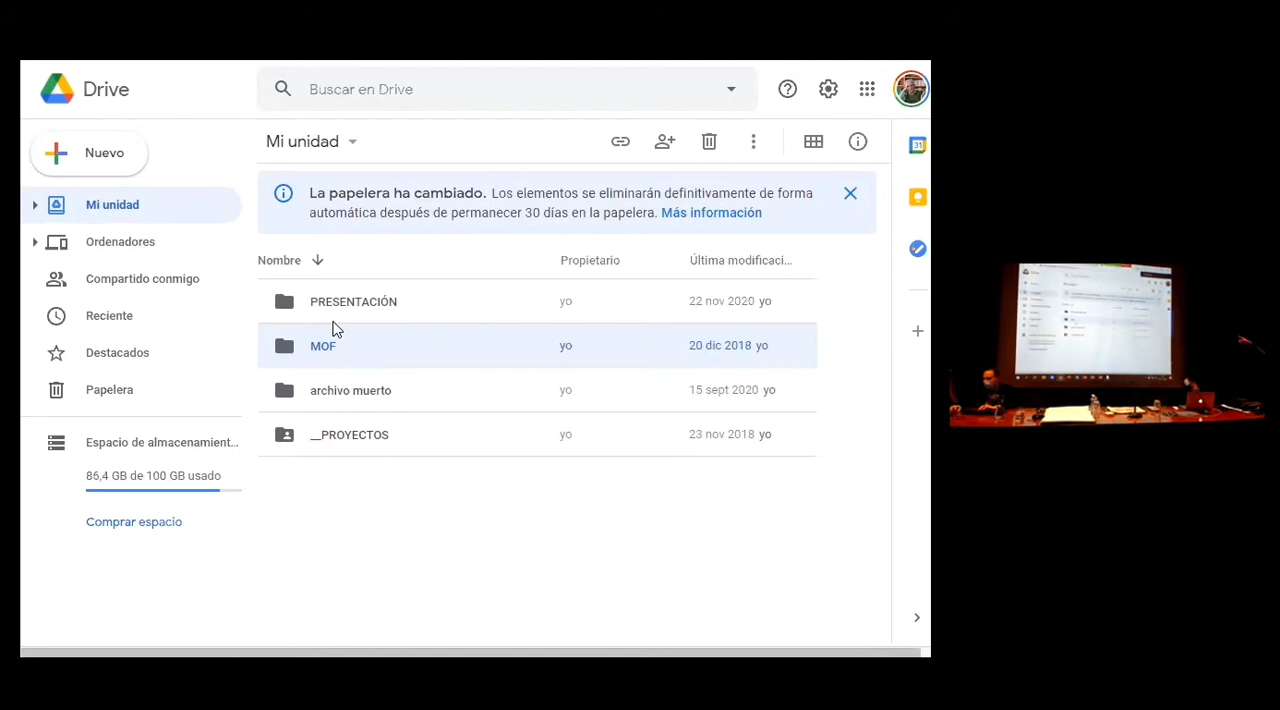 Drive
Buscar en Drive
Nuevo
Mi unidad
La papelera ha cambiado. Los elementos se eliminarán definitivamente de forma
automática después de permanecer 30 días en la papelera. Más información
Mi unidad
Ordenadores
Compartido conmigo
Reciente
Destacados
Papelera
Espacio de almacenamient...
86,4 GB de 100 GB usado
Comprar espacio
Nombre Propietario Última modificaci...
PRESENTACIÓN yo 22 nov 2020 yo
MOF yo 20 dic 2018 yo
archivo muerto yo 15 sept 2020 yo
__PROYECTOS yo 23 nov 2018 yo
31